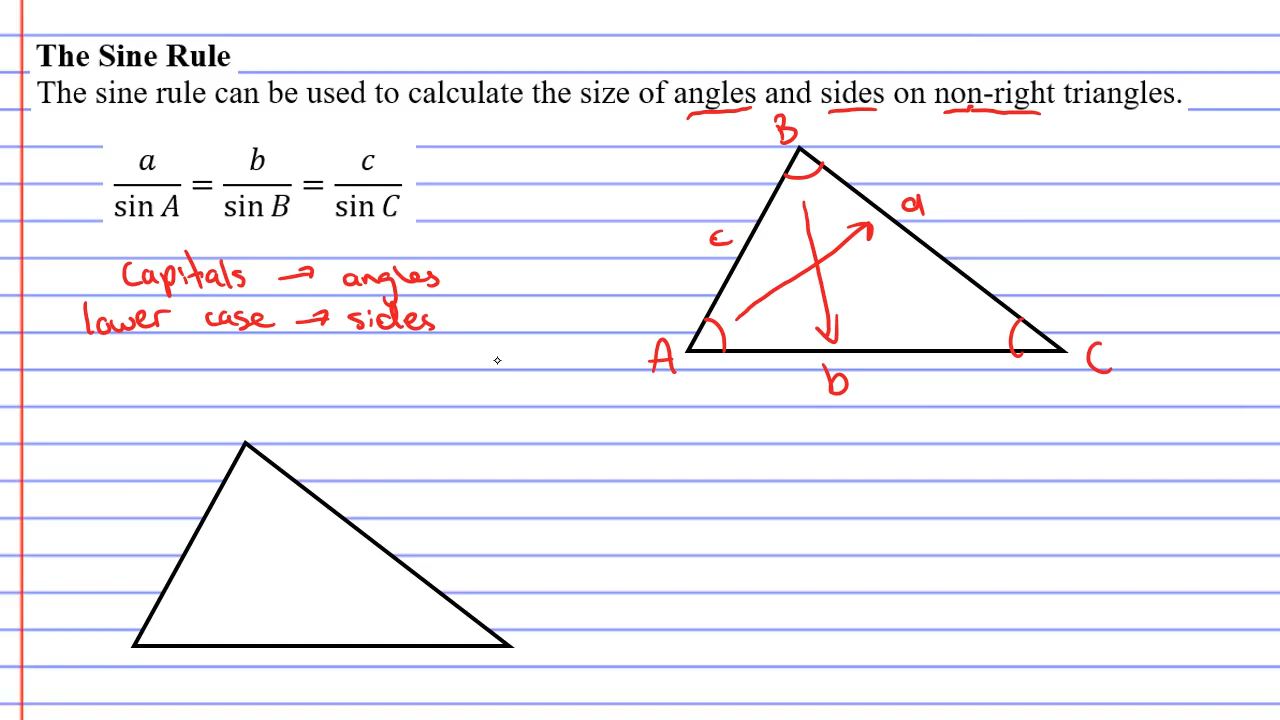 The Sine Rule
The sine rule can be used to calculate the size of angles and sides on non-right triangles.
a/sin A = b/sin B = c/sin C
Capitals → angles
lower case → sides
B
c
a
A
b
C